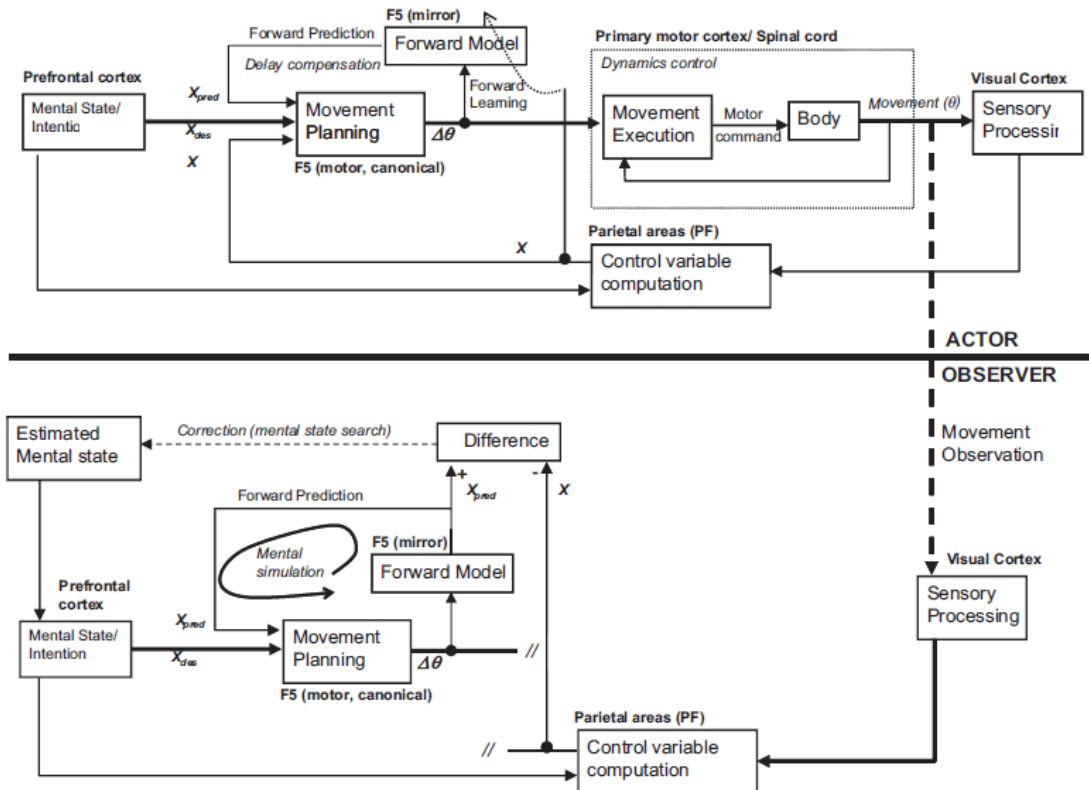 F5 (mirror)
Forward Prediction
Forward Model
Delay compensation
Primary motor cortex/ Spinal cord
Dynamics control
Prefrontal cortex
Mental State/
Intentic
Xpred
Xdes
X
Movement
Planning
F5 (motor, canonical)
Δθ
Forward
Learning
Movement
Execution
Motor
command
Body
Movement (θ)
Visual Cortex
Sensory
Processir
Parietal areas (PF)
X
Control variable
computation
ACTOR
OBSERVER
Estimated
Mental state
Correction (mental state search)
Difference
+
-
Xpred
X
Movement
Observation
Forward Prediction
Mental
simulation
F5 (mirror)
Forward Model
Visual Cortex
Sensory
Processing
Prefrontal
cortex
Mental State/
Intention
Xpred
Xdes
Movement
Planning
Δθ
//
F5 (motor, canonical)
Parietal areas (PF)
//
Control variable
computation